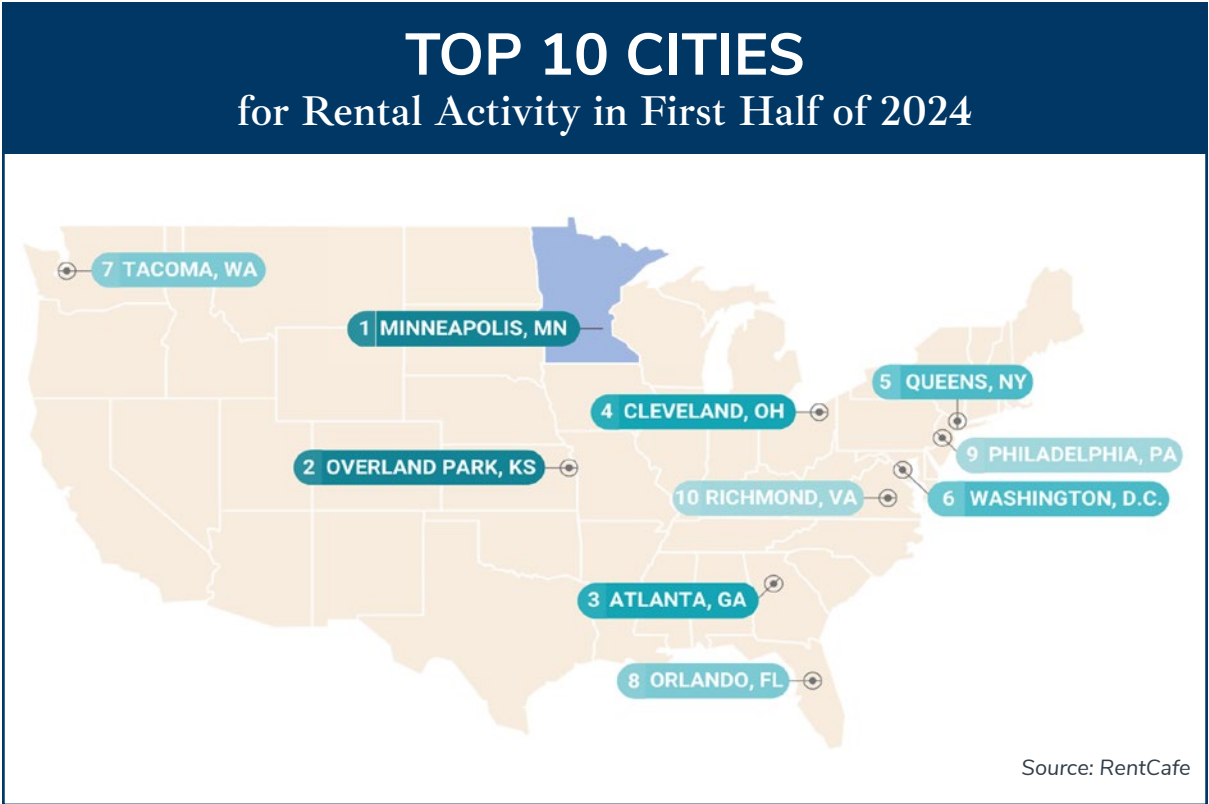 TOP 10 CITIES
for Rental Activity in First Half of 2024
7 TACOMA, WA
1 MINNEAPOLIS, MN
5 QUEENS, NY
4 CLEVELAND, OH
9 PHILADELPHIA, PA
2 OVERLAND PARK, KS
10 RICHMOND, VA
6 WASHINGTON, D.C.
3 ATLANTA, GA
8 ORLANDO, FL
Source: RentCafe